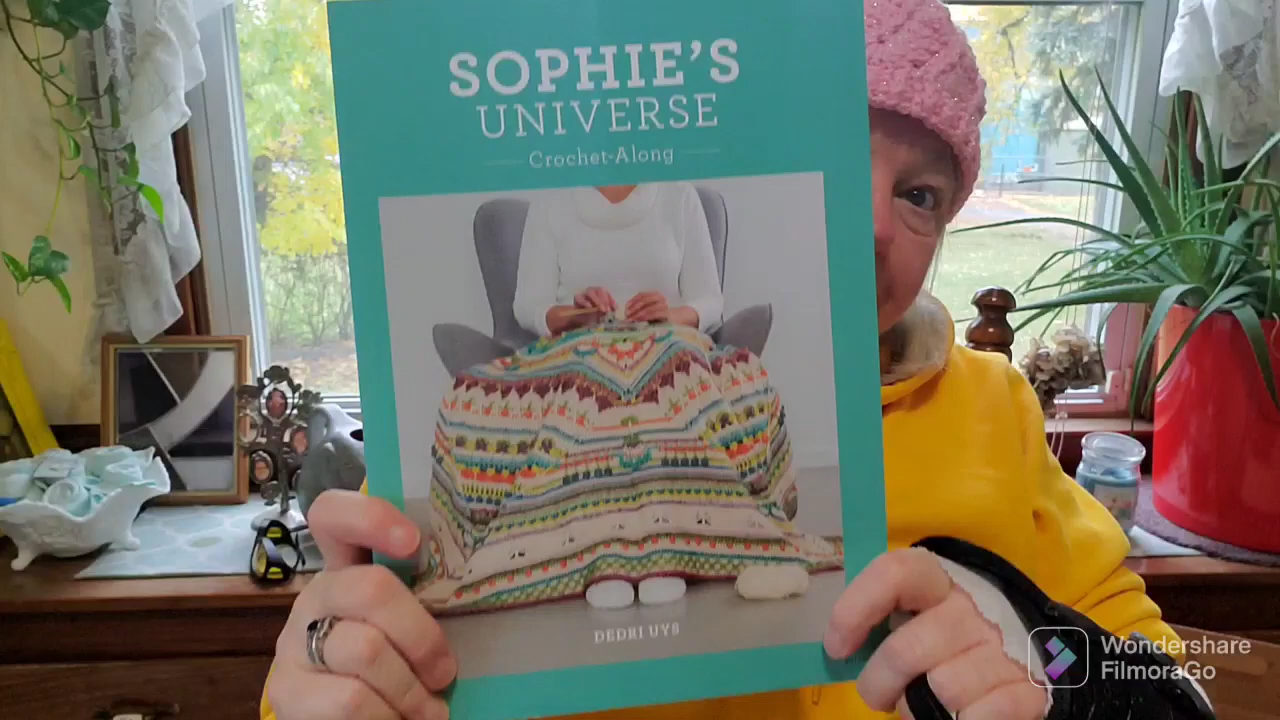 SOPHIE'S
UNIVERSE
Crochet-Along
DEDRI UYS
Wondershare
FilmoraGo